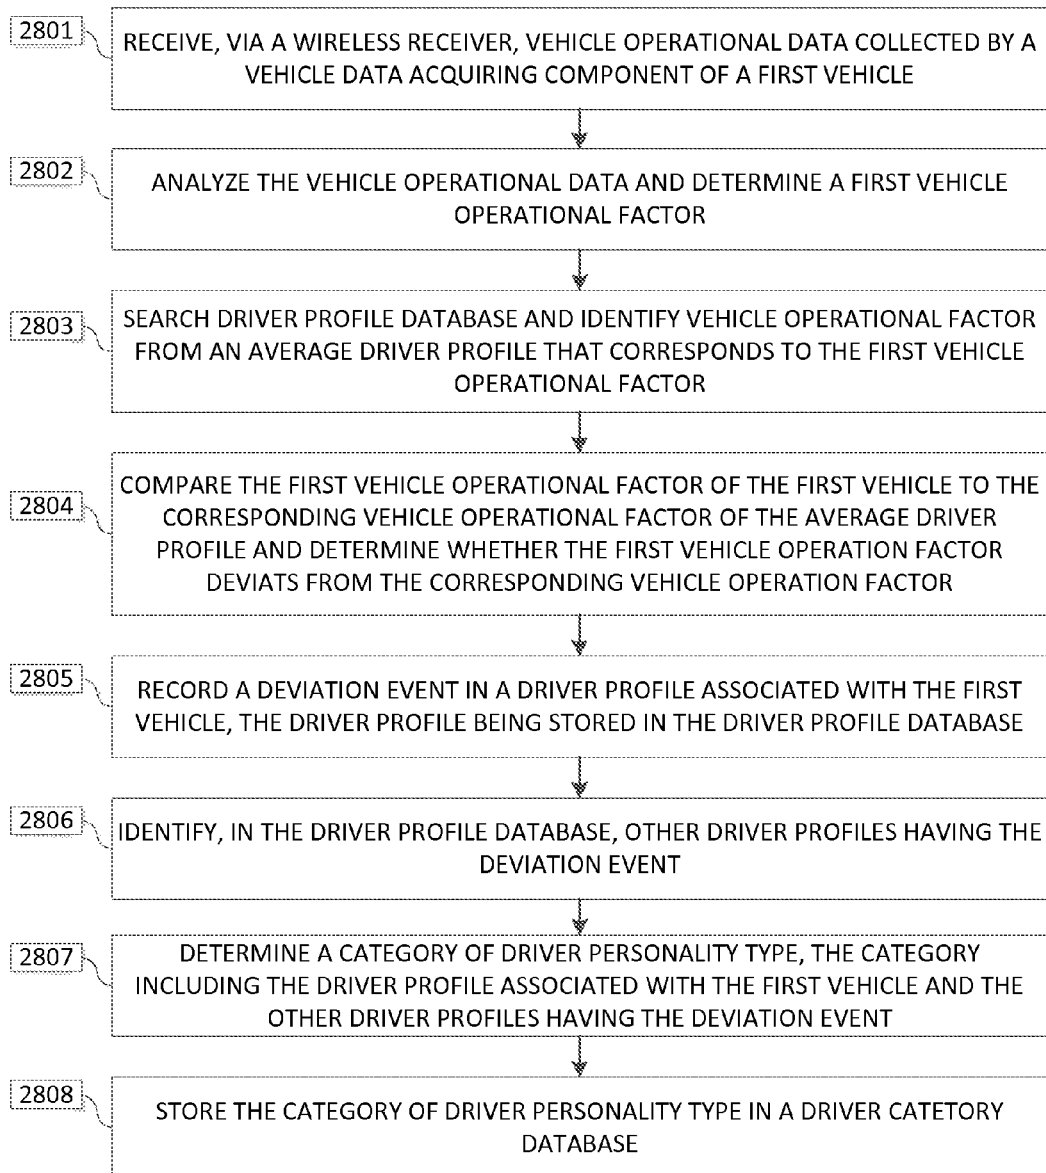 2801
RECEIVE, VIA A WIRELESS RECEIVER, VEHICLE OPERATIONAL DATA COLLECTED BY A
VEHICLE DATA ACQUIRING COMPONENT OF A FIRST VEHICLE
2802
ANALYZE THE VEHICLE OPERATIONAL DATA AND DETERMINE A FIRST VEHICLE
OPERATIONAL FACTOR
2803
SEARCH DRIVER PROFILE DATABASE AND IDENTIFY VEHICLE OPERATIONAL FACTOR
FROM AN AVERAGE DRIVER PROFILE THAT CORRESPONDS TO THE FIRST VEHICLE
OPERATIONAL FACTOR
2804
COMPARE THE FIRST VEHICLE OPERATIONAL FACTOR OF THE FIRST VEHICLE TO THE
CORRESPONDING VEHICLE OPERATIONAL FACTOR OF THE AVERAGE DRIVER
PROFILE AND DETERMINE WHETHER THE FIRST VEHICLE OPERATION FACTOR
DEVIATS FROM THE CORRESPONDING VEHICLE OPERATION FACTOR
2805
RECORD A DEVIATION EVENT IN A DRIVER PROFILE ASSOCIATED WITH THE FIRST
VEHICLE, THE DRIVER PROFILE BEING STORED IN THE DRIVER PROFILE DATABASE
2806
IDENTIFY, IN THE DRIVER PROFILE DATABASE, OTHER DRIVER PROFILES HAVING THE
DEVIATION EVENT
2807
DETERMINE A CATEGORY OF DRIVER PERSONALITY TYPE, THE CATEGORY
INCLUDING THE DRIVER PROFILE ASSOCIATED WITH THE FIRST VEHICLE AND THE
OTHER DRIVER PROFILES HAVING THE DEVIATION EVENT
2808
STORE THE CATEGORY OF DRIVER PERSONALITY TYPE IN A DRIVER CATETORY
DATABASE